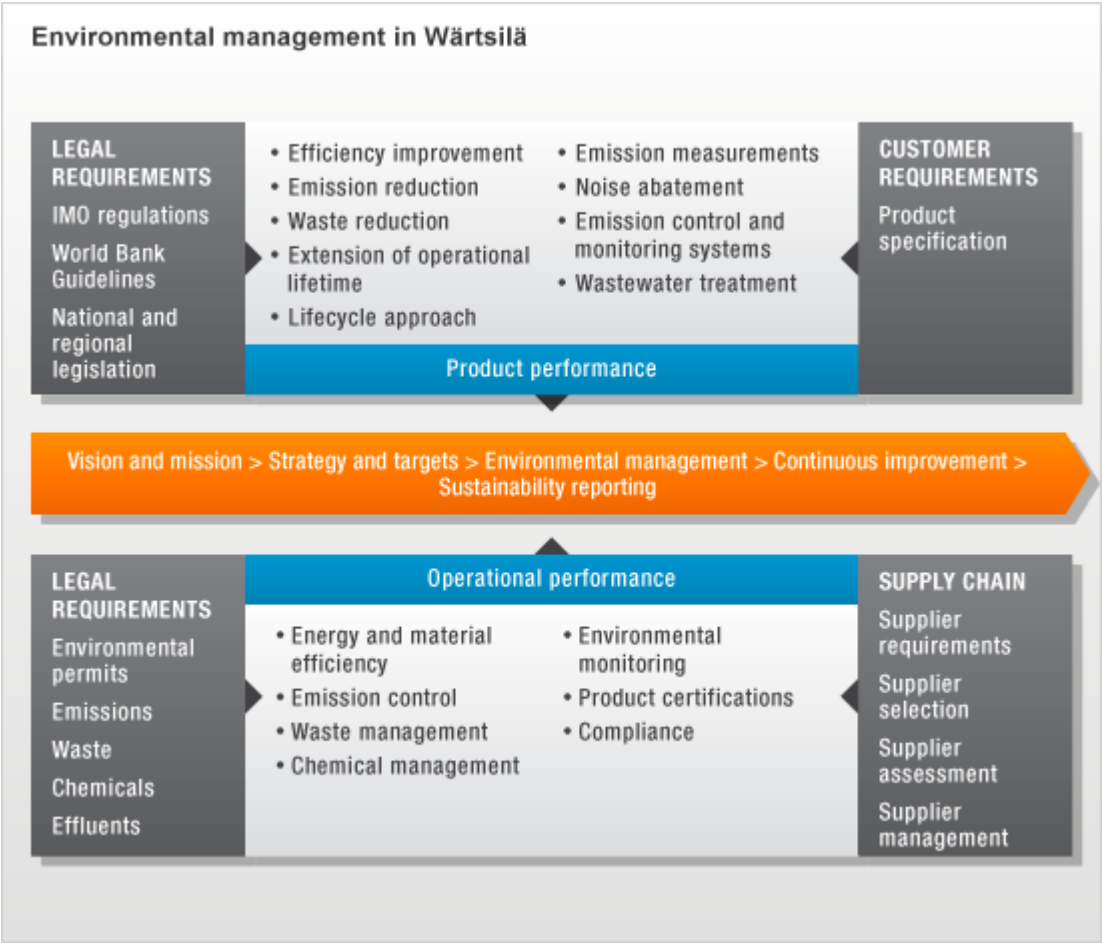 Environmental management in Wärtsilä
LEGAL
REQUIREMENTS
IMO regulations
World Bank
Guidelines
National and
regional
legislation
• Efficiency improvement
• Emission reduction
• Waste reduction
• Extension of operational
lifetime
• Lifecycle approach
• Emission measurements
• Noise abatement
• Emission control and
monitoring systems
• Wastewater treatment
Product performance
CUSTOMER
REQUIREMENTS
Product
specification
Vision and mission > Strategy and targets > Environmental management > Continuous improvement >
Sustainability reporting
LEGAL
REQUIREMENTS
Environmental
permits
Emissions
Waste
Chemicals
Effluents
Operational performance
• Energy and material
efficiency
• Emission control
• Waste management
• Chemical management
• Environmental
monitoring
• Product certifications
• Compliance
SUPPLY CHAIN
Supplier
requirements
Supplier
selection
Supplier
assessment
Supplier
management